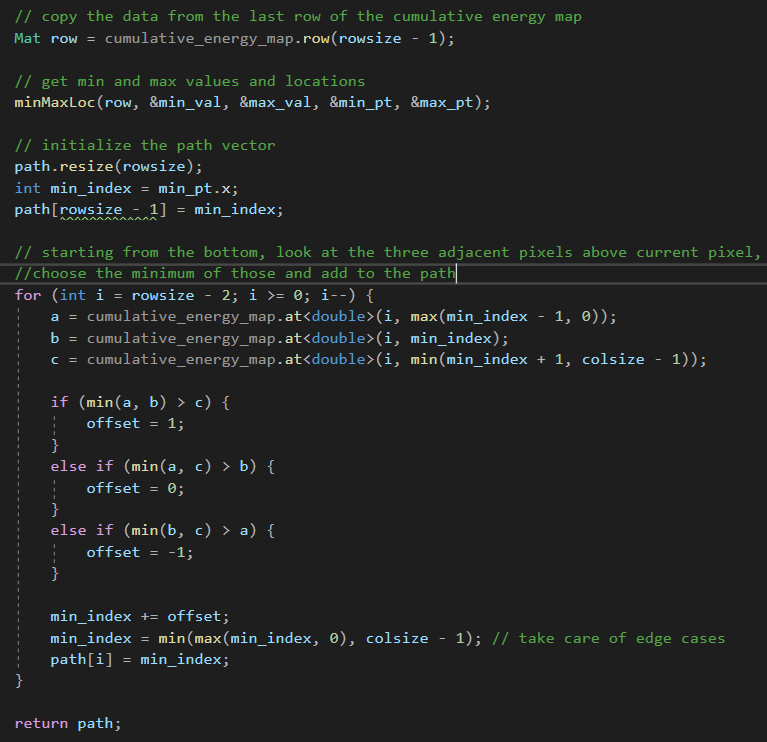 // copy the data from the last row of the cumulative energy map
Mat row = cumulative_energy_map.row(rowsize - 1);
// get min and max values and locations
minMaxLoc(row, &min_val, &max_val, &min_pt, &max_pt);
// initialize the path vector
path.resize(rowsize);
int min_index = min_pt.x;
path[rowsize - 1] = min_index;
// starting from the bottom, look at the three adjacent pixels above current pixel,
//choose the minimum of those and add to the path
for (int i = rowsize - 2; i >= 0; i--) {
    a = cumulative_energy_map.at<double>(i, max(min_index - 1, 0));
    b = cumulative_energy_map.at<double>(i, min_index);
    c = cumulative_energy_map.at<double>(i, min(min_index + 1, colsize - 1));
    if (min(a, b) > c) {
        offset = 1;
    }
    else if (min(a, c) > b) {
        offset = 0;
    }
    else if (min(b, c) > a) {
        offset = -1;
    }
    min_index += offset;
    min_index = min(max(min_index, 0), colsize - 1); // take care of edge cases
    path[i] = min_index;
}
return path;